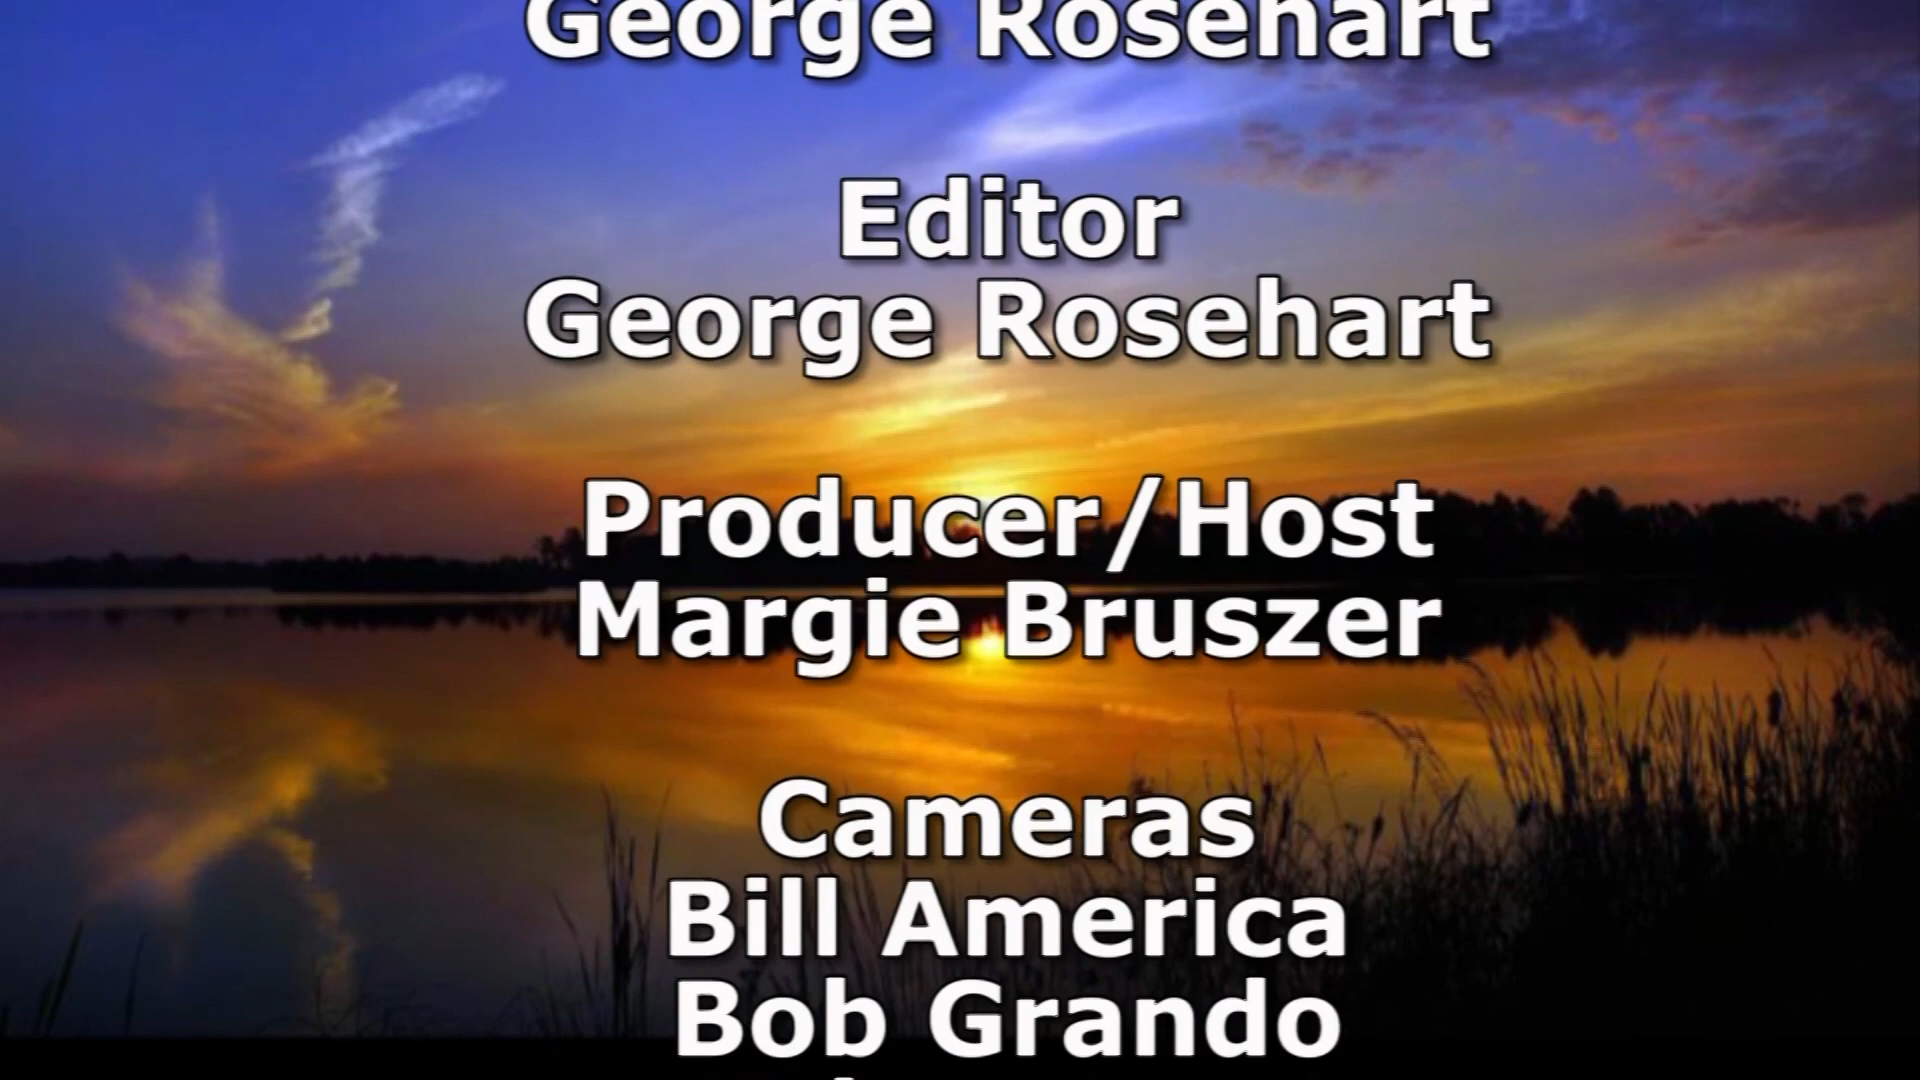 George Rosehart
Editor
George Rosehart
Producer/Host
Margie Bruszer
Cameras
Bill America
Bob Grando